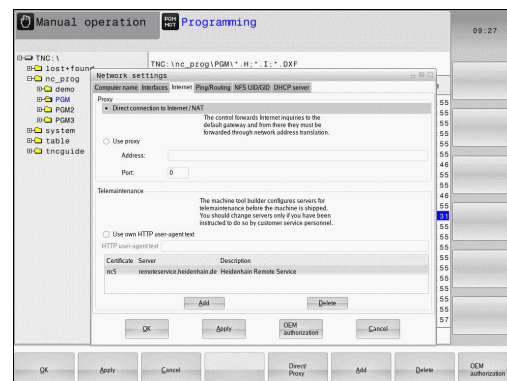 Manual operation
PGM
MGT
Programming
09:27
TNC:\
lost+found
nc_prog
demo
PGM
PGM2
PGM3
system
table
tncguide
TNC:\nc_prog\PGM\*.H;*.I;*.DXF
Network settings
Computer name Interfaces Internet Ping/Routing NFS UID/GID DHCP server
Proxy
Direct connection to Internet / NAT
The control forwards Internet inquiries to the
default gateway and from there they must be
forwarded through network address translation.
Use proxy
Address:
Port: 0
Telemaintenance
The machine tool builder configures servers for
telemaintenance before the machine is shipped.
You should change servers only if you have been
instructed to do so by customer service personnel.
Use own HTTP user-agent text
HTTP user-agent text
Certificate Server Description
nc5 remoteservice.heidenhain.de Heidenhain Remote Service
Add Delete
OK Apply OEM
authorization Cancel
55
55
55
55
46
55
46
55
31
55
55
55
55
55
55
55
55
57
OK Apply Cancel Direct/
Proxy Add Delete OEM
authorization